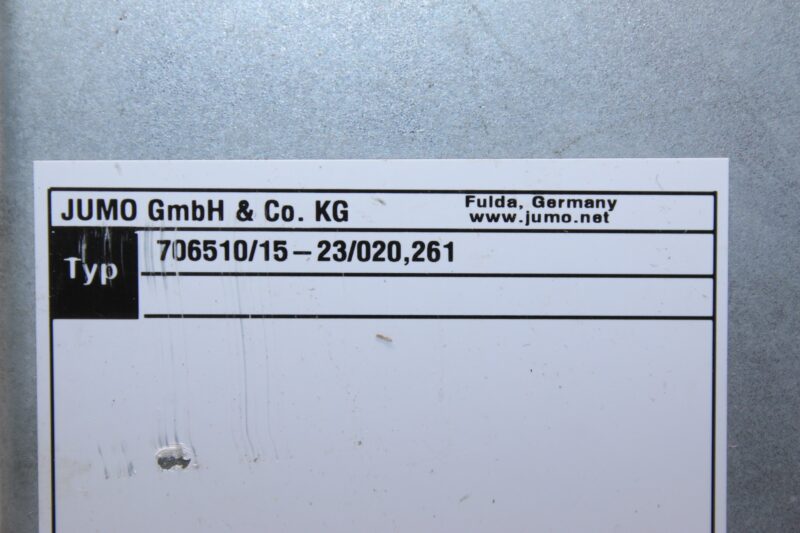 JUMO GmbH & Co. KG
Fulda, Germany
www.jumo.net
Typ
706510/15–23/020,261